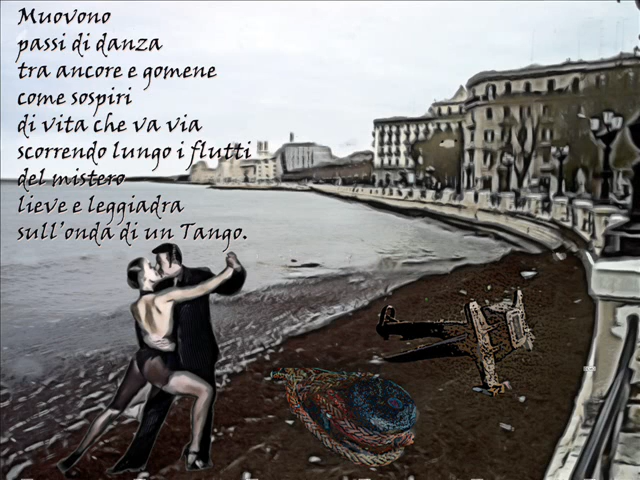 Muovono
passi di danza
tra ancore e gomene
come sospiri
di vita che va via
scorrendo lungo i flutti
del mistero
lieve e leggiadra
sull'onda di un Tango.